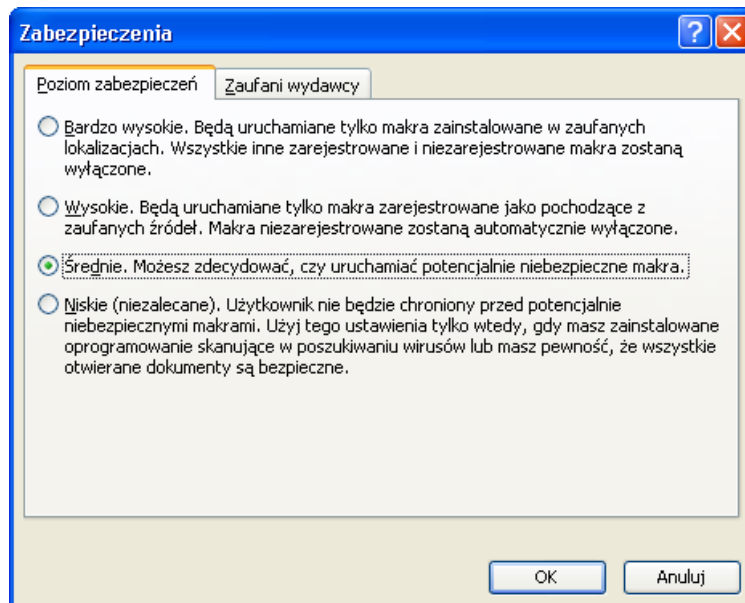 Zabezpieczenia
Poziom zabezpieczeń
Zaufani wydawcy
Bardzo wysokie. Będą uruchamiane tylko makra zainstalowane w zaufanych
lokalizacjach. Wszystkie inne zarejestrowane i niezarejestrowane makra zostaną
wyłączone.
Wysokie. Będą uruchamiane tylko makra zarejestrowane jako pochodzące z
zaufanych źródeł. Makra niezarejestrowane zostaną automatycznie wyłączone.
Średnie. Możesz zdecydować, czy uruchamiać potencjalnie niebezpieczne makra.
Niskie (niezalecane). Użytkownik nie będzie chroniony przed potencjalnie
niebezpiecznymi makrami. Użyj tego ustawienia tylko wtedy, gdy masz zainstalowane
oprogramowanie skanujące w poszukiwaniu wirusów lub masz pewność, że wszystkie
otwierane dokumenty są bezpieczne.
OK
Anuluj